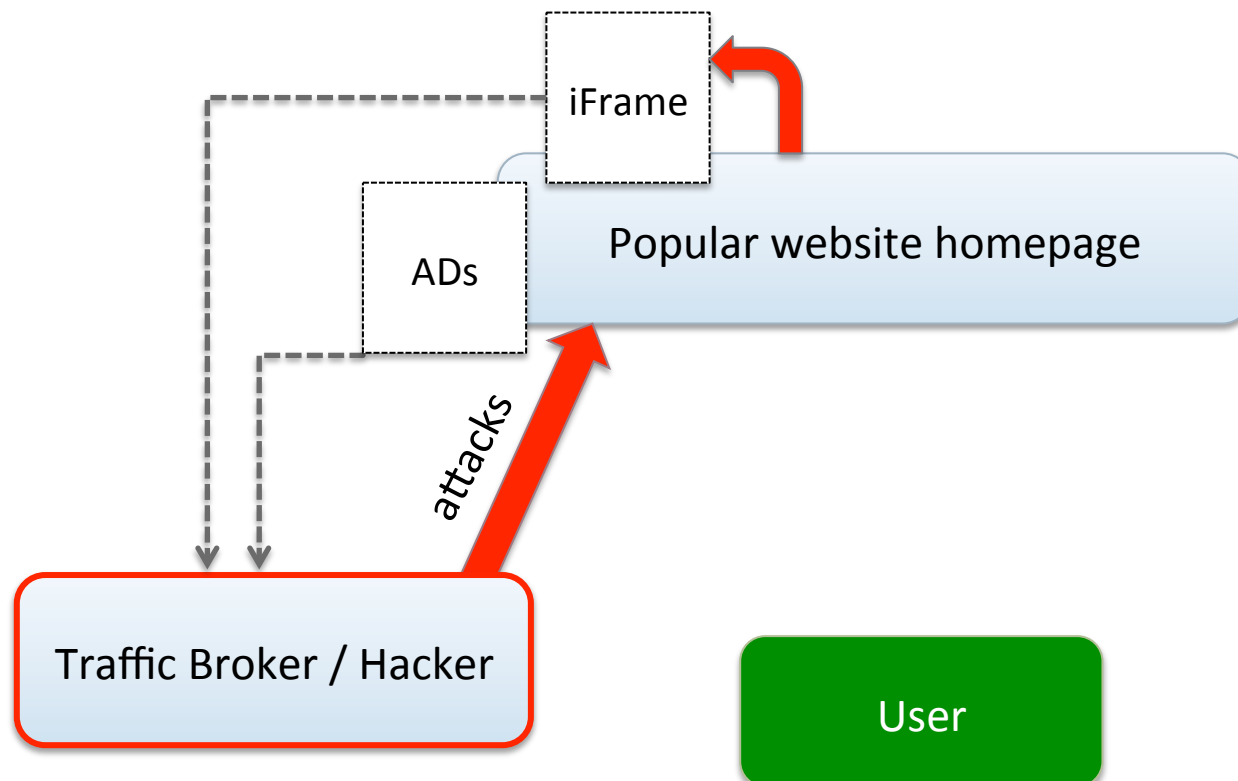 iFrame
Popular website homepage
ADs
attacks
Traffic Broker / Hacker
User